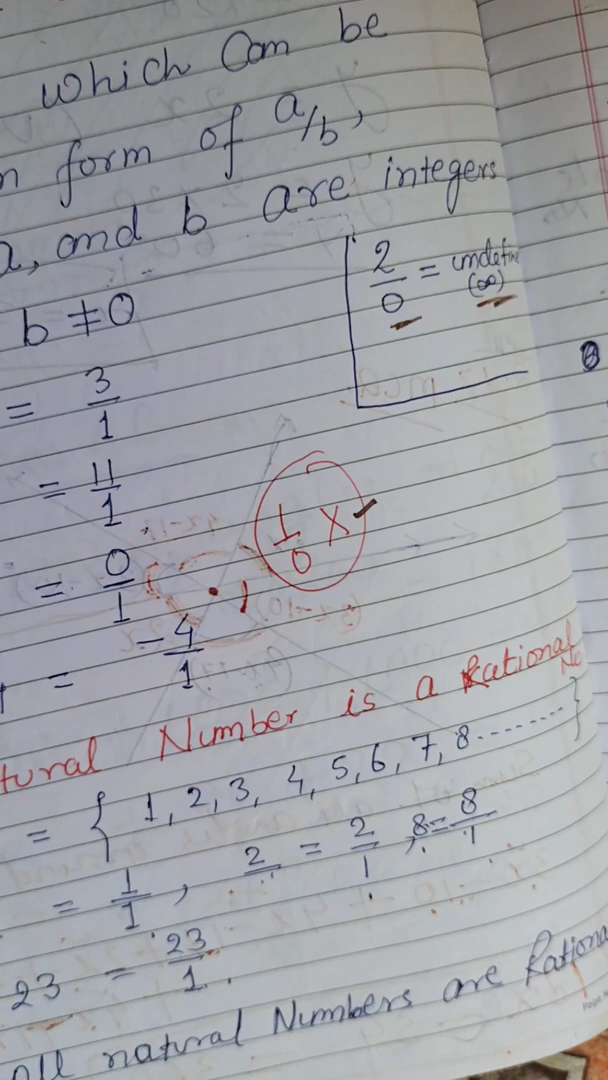 which Can be
form of a/b,
and b are integers
b ≠ 0
2/0 = undefine
(∞)
= 3/1
= 11/1
1/0 ×
= 0/1
= -4/1
Number is a Rational
No
= { 1, 2, 3, 4, 5, 6, 7, 8........}
= 1/1, 2 = 2/1, 8 = 8/1
23 = 23/1.
All natural Numbers are Rationa